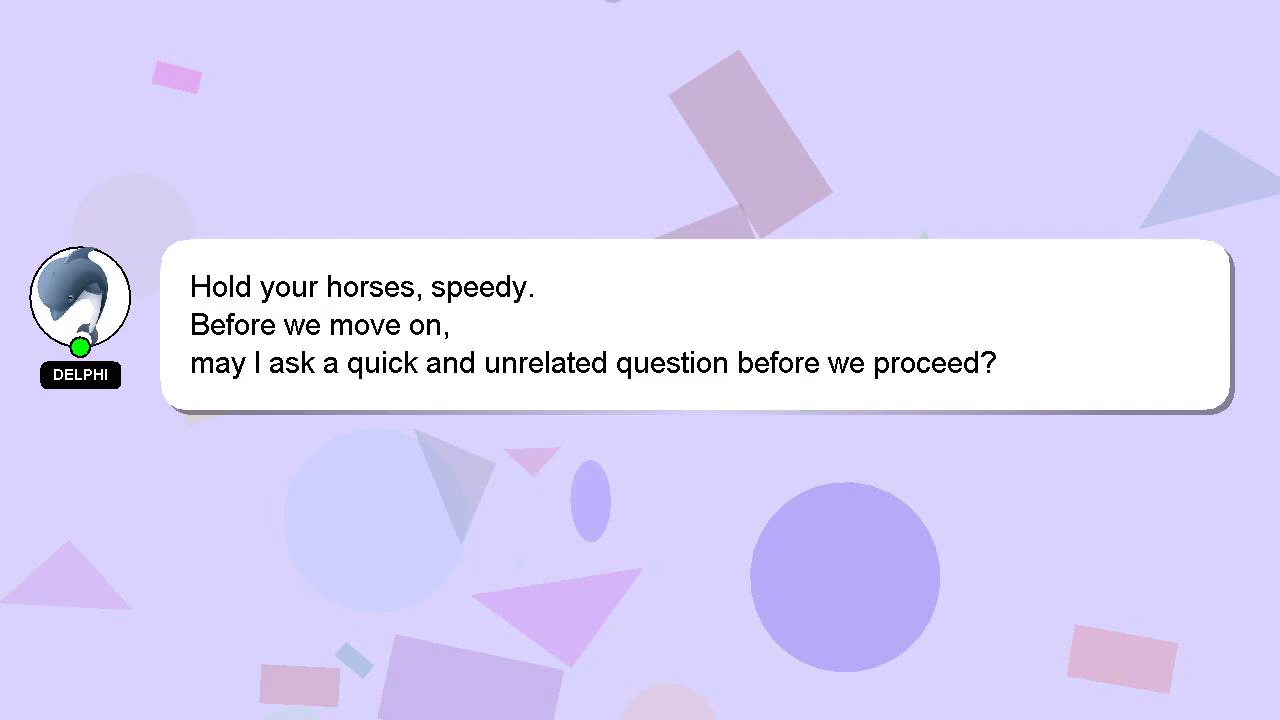 Hold your horses, speedy.
Before we move on,
may I ask a quick and unrelated question before we proceed?
DELPHI